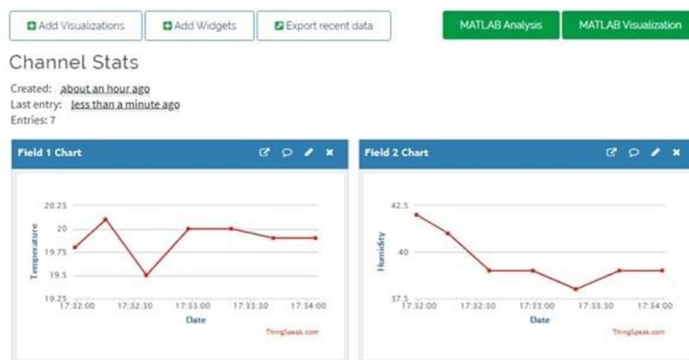 Add Visualizations
Add Widgets
Export recent data
MATLAB Analysis
MATLAB Visualization
Channel Stats
Created: about an hour ago
Last entry: less than a minute ago
Entries: 7
Field 1 Chart
20.25
20
19.75
19.5
19.25
Temperature
17:32:00
17:32:30
17:33:00
17:33:30
17:34:00
Date
ThingSpeak.com
Field 2 Chart
42.5
40
37.5
Humidity
17:32:00
17:32:30
17:33:00
17:33:30
17:34:00
Date
ThingSpeak.com